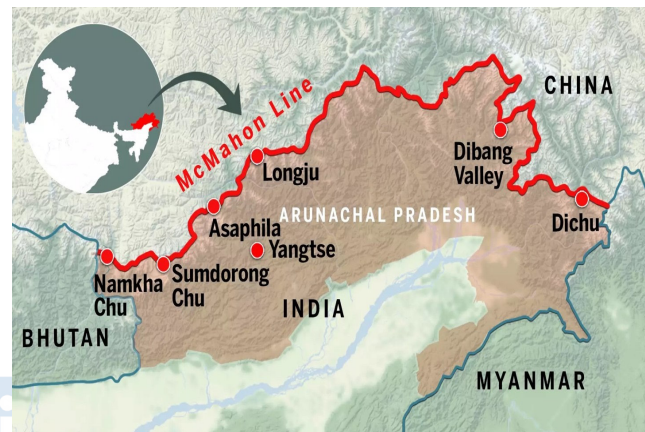 McMahon Line
CHINA
Longju
Dibang
Valley
Asaphila
ARUNACHAL PRADESH
Dichu
Yangtse
Namkha
Chu
Sumdorong
Chu
INDIA
BHUTAN
MYANMAR